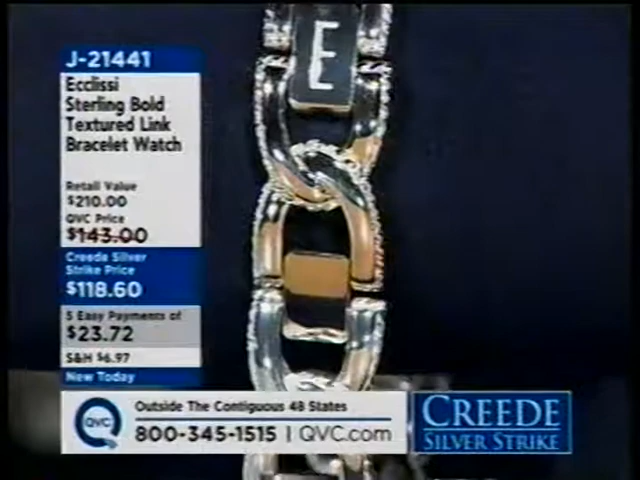 E
J-21441
Ecclissi
Sterling Bold
Textured Link
Bracelet Watch
Retail Value
$210.00
QVC Price
$143.00
Creede Silver
Strike Price
$118.60
5 Easy Payments of
$23.72
S&H $6.97
New Today
QVC
Outside The Contiguous 48 States
800-345-1515 | QVC.com
CREEDE
SILVER STRIKE